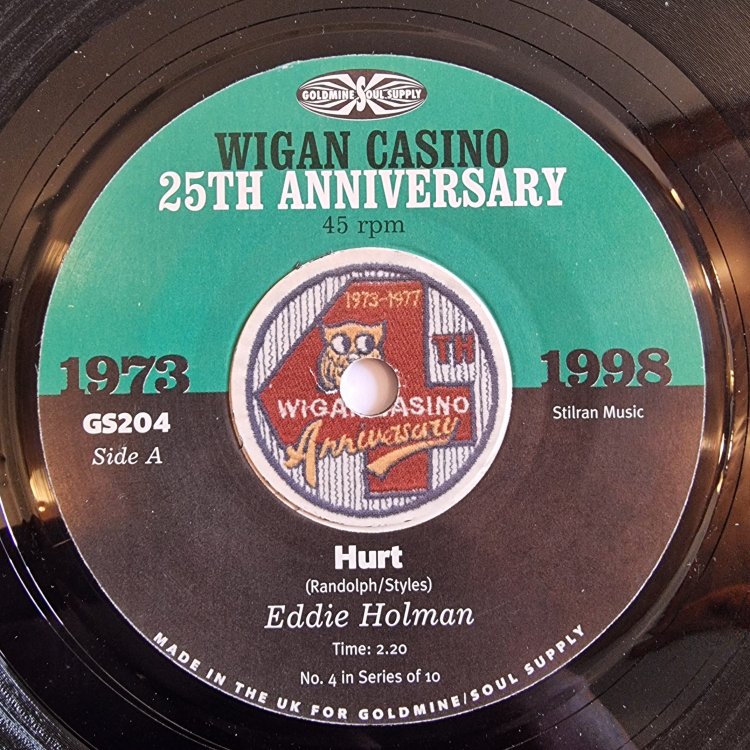 GOLDMINE SOUL SUPPLY
WIGAN CASINO
25TH ANNIVERSARY
45 rpm
1973-1977
4TH
WIGAN CASINO
Anniversary
1973
1998
GS204
Stilran Music
Side A
Hurt
(Randolph/Styles)
Eddie Holman
Time: 2.20
No. 4 in Series of 10
MADE IN THE UK FOR GOLDMINE/SOUL SUPPLY